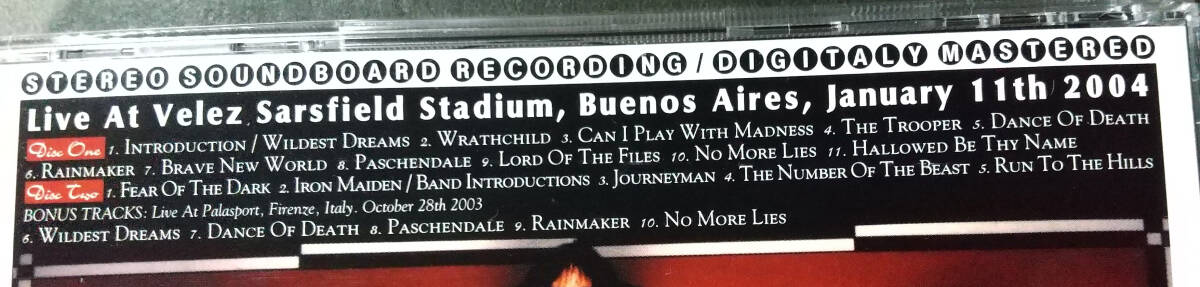 STEREO SOUNDBOARD RECORDING / DIGITALY MASTERED
Live At Velez Sarsfield Stadium, Buenos Aires, January 11th 2004
Disc One 1. INTRODUCTION / WILDEST DREAMS 2. WRATHCHILD 3. CAN I PLAY WITH MADNESS 4. THE TROOPER 5. DANCE OF DEATH
6. RAINMAKER 7. BRAVE NEW WORLD 8. PASCHENDALE 9. LORD OF THE FILES 10. NO MORE LIES 11. HALLOWED BE THY NAME
Disc Two 1. FEAR OF THE DARK 2. IRON MAIDEN / BAND INTRODUCTIONS 3. JOURNEYMAN 4. THE NUMBER OF THE BEAST 5. RUN TO THE HILLS
BONUS TRACKS: Live At Palasport, Firenze, Italy. October 28th 2003
6. WILDEST DREAMS 7. DANCE OF DEATH 8. PASCHENDALE 9. RAINMAKER 10. NO MORE LIES